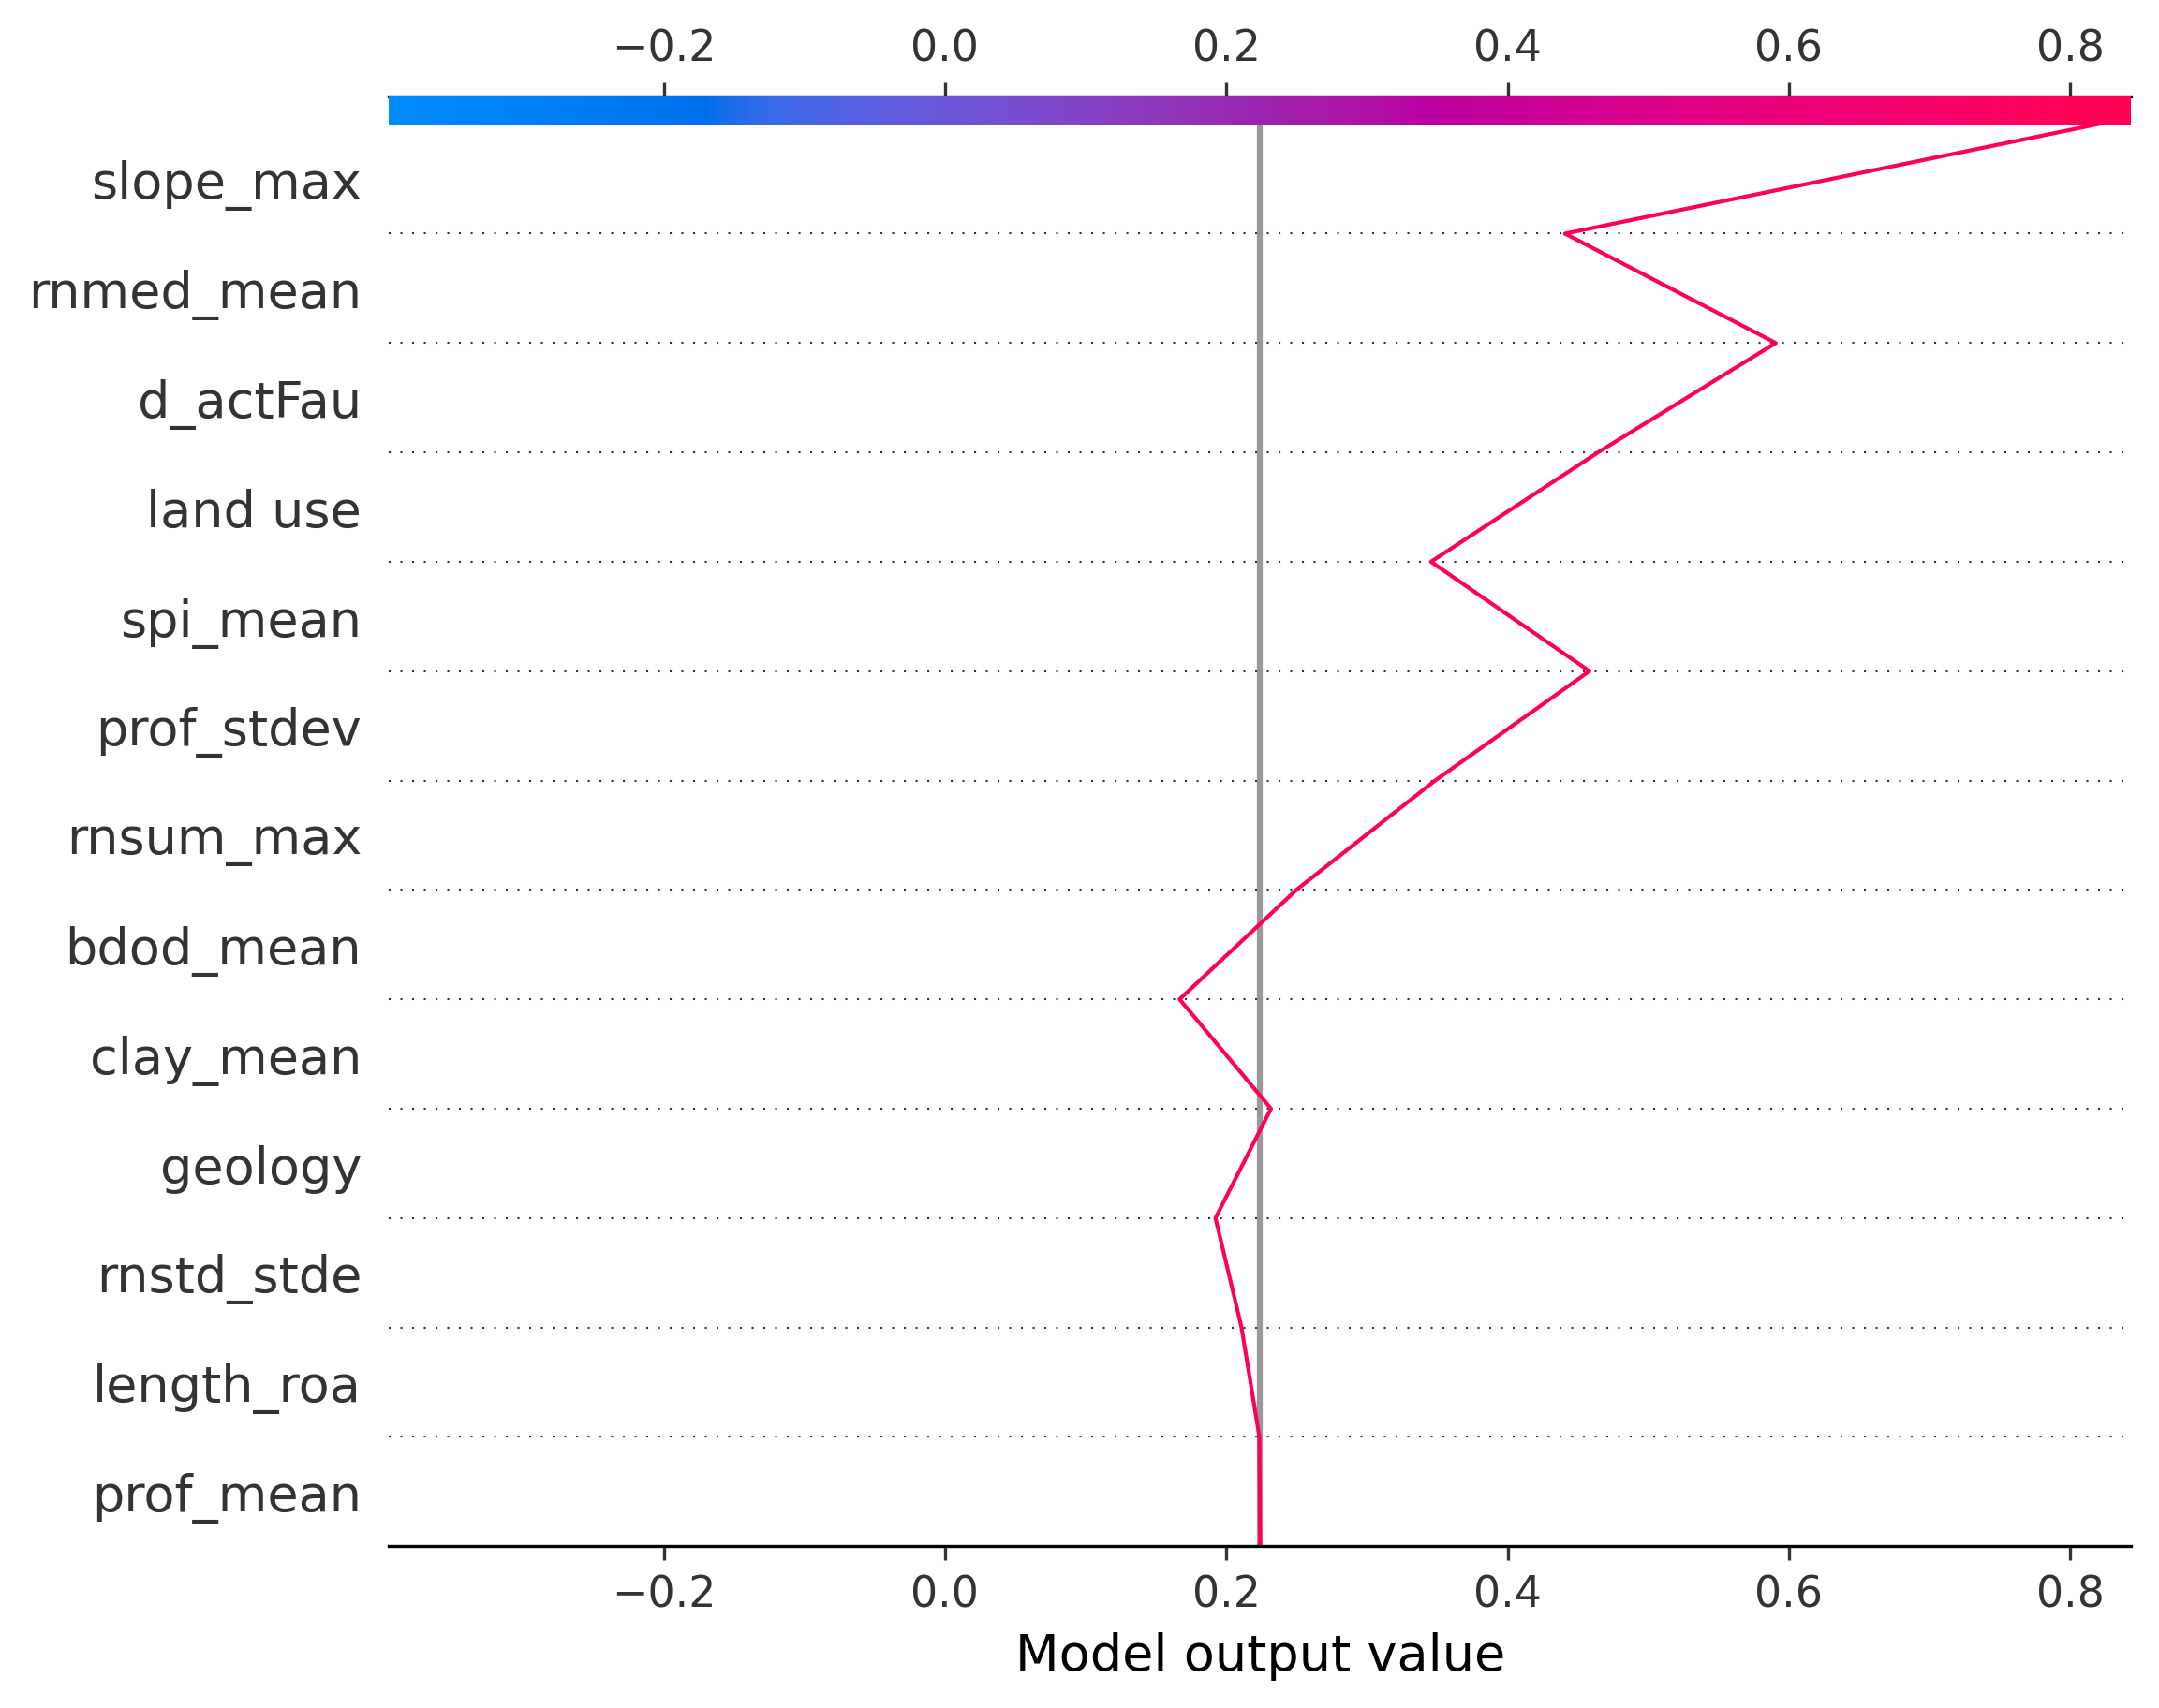 −0.2 0.0 0.2 0.4 0.6 0.8
slope_max
rnmed_mean
d_actFau
land use
spi_mean
prof_stdev
rnsum_max
bdod_mean
clay_mean
geology
rnstd_stde
length_roa
prof_mean
−0.2 0.0 0.2 0.4 0.6 0.8
Model output value